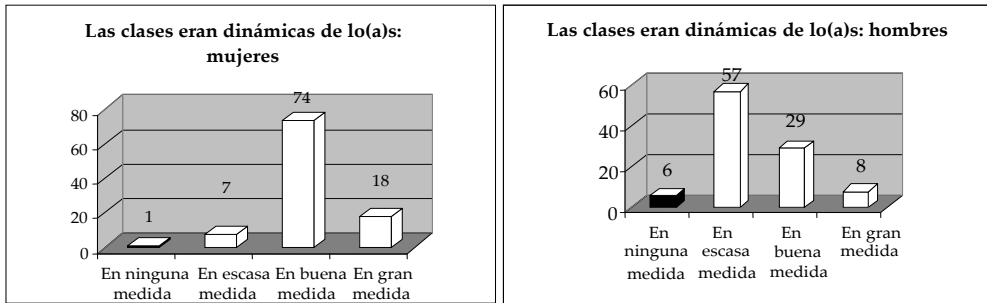 Las clases eran dinámicas de lo(a)s:
mujeres
80
60
40
20
0
1
7
74
18
En ninguna
medida
En escasa
medida
En buena
medida
En gran
medida
Las clases eran dinámicas de lo(a)s: hombres
60
40
20
0
6
57
29
8
En
ninguna
medida
En
escasa
medida
En
buena
medida
En gran
medida